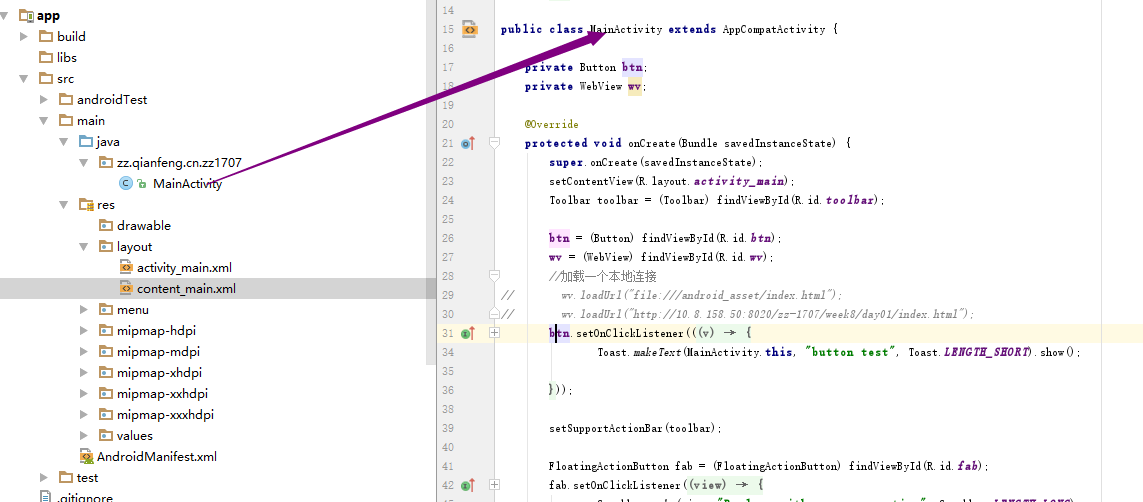 app
build
libs
src
androidTest
main
java
zz.qianfeng.cn.zz1707
MainActivity
res
drawable
layout
activity_main.xml
content_main.xml
menu
mipmap-hdpi
mipmap-mdpi
mipmap-xhdpi
mipmap-xxhdpi
mipmap-xxxhdpi
values
AndroidManifest.xml
test
.gitignore
14
15 public class MainActivity extends AppCompatActivity {
16
17 private Button btn;
18 private WebView wv;
19
20 @Override
21 protected void onCreate(Bundle savedInstanceState) {
22 super.onCreate(savedInstanceState);
23 setContentView(R.layout.activity_main);
24 Toolbar toolbar = (Toolbar) findViewById(R.id.toolbar);
25
26 btn = (Button) findViewById(R.id.btn);
27 wv = (WebView) findViewById(R.id.wv);
28 //加载一个本地连接
29 // wv.loadUrl("file:///android_asset/index.html");
30 // wv.loadUrl("http://10.8.158.50:8020/zz-1707/week8/day01/index.html");
31 btn.setOnClickListener(((v) → {
34 Toast.makeText(MainActivity.this, "button test", Toast.LENGTH_SHORT).show();
35
36 }));
38
39 setSupportActionBar(toolbar);
40
41 FloatingActionButton fab = (FloatingActionButton) findViewById(R.id.fab);
42 fab.setOnClickListener((view) → {